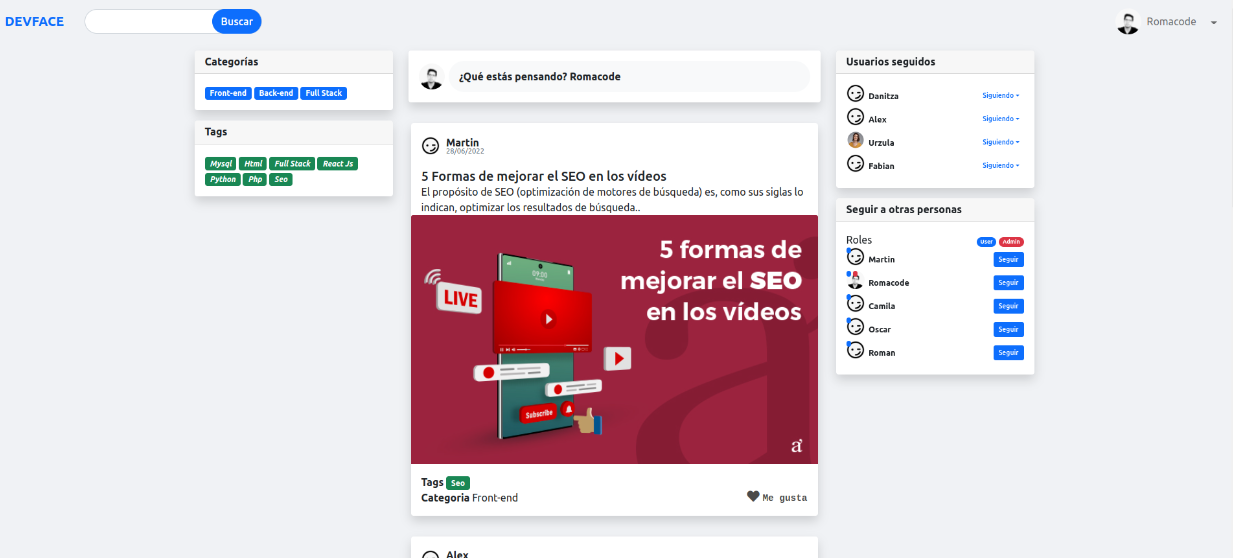 DEVFACE
Buscar
Romacode
Categorías
Front-end Back-end Full Stack
Tags
Mysql Html Full Stack React Js
Python Php Seo
¿Qué estás pensando? Romacode
Martin
28/06/2022
5 Formas de mejorar el SEO en los vídeos
El propósito de SEO (optimización de motores de búsqueda) es, como sus siglas lo
indican, optimizar los resultados de búsqueda..
09:00
LIVE
Subscribe
5 formas de
mejorar el SEO
en los vídeos
a
Tags Seo
Categoria Front-end
Me gusta
Alex
Usuarios seguidos
Danitza Siguiendo
Alex Siguiendo
Urzula Siguiendo
Fabian Siguiendo
Seguir a otras personas
Roles User Admin
Martin Seguir
Romacode Seguir
Camila Seguir
Oscar Seguir
Roman Seguir